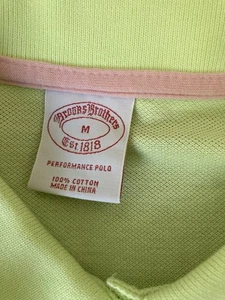 Brooks Brothers
M
Est. 1818
PERFORMANCE POLO
100% COTTON
MADE IN CHINA